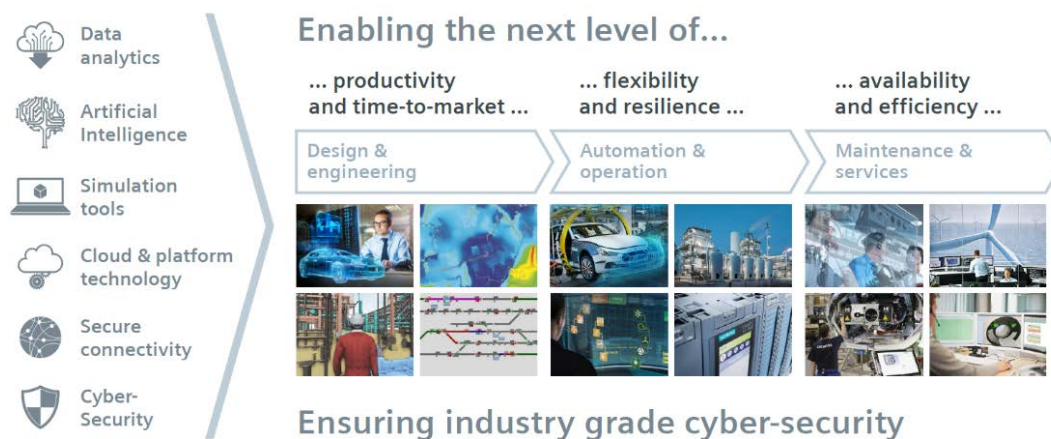 Data
analytics
Artificial
Intelligence
Simulation
tools
Cloud & platform
technology
Secure
connectivity
Cyber-
Security
Enabling the next level of...
... productivity
and time-to-market ...
... flexibility
and resilience ...
... availability
and efficiency ...
Design &
engineering
Automation &
operation
Maintenance &
services
Ensuring industry grade cyber-security